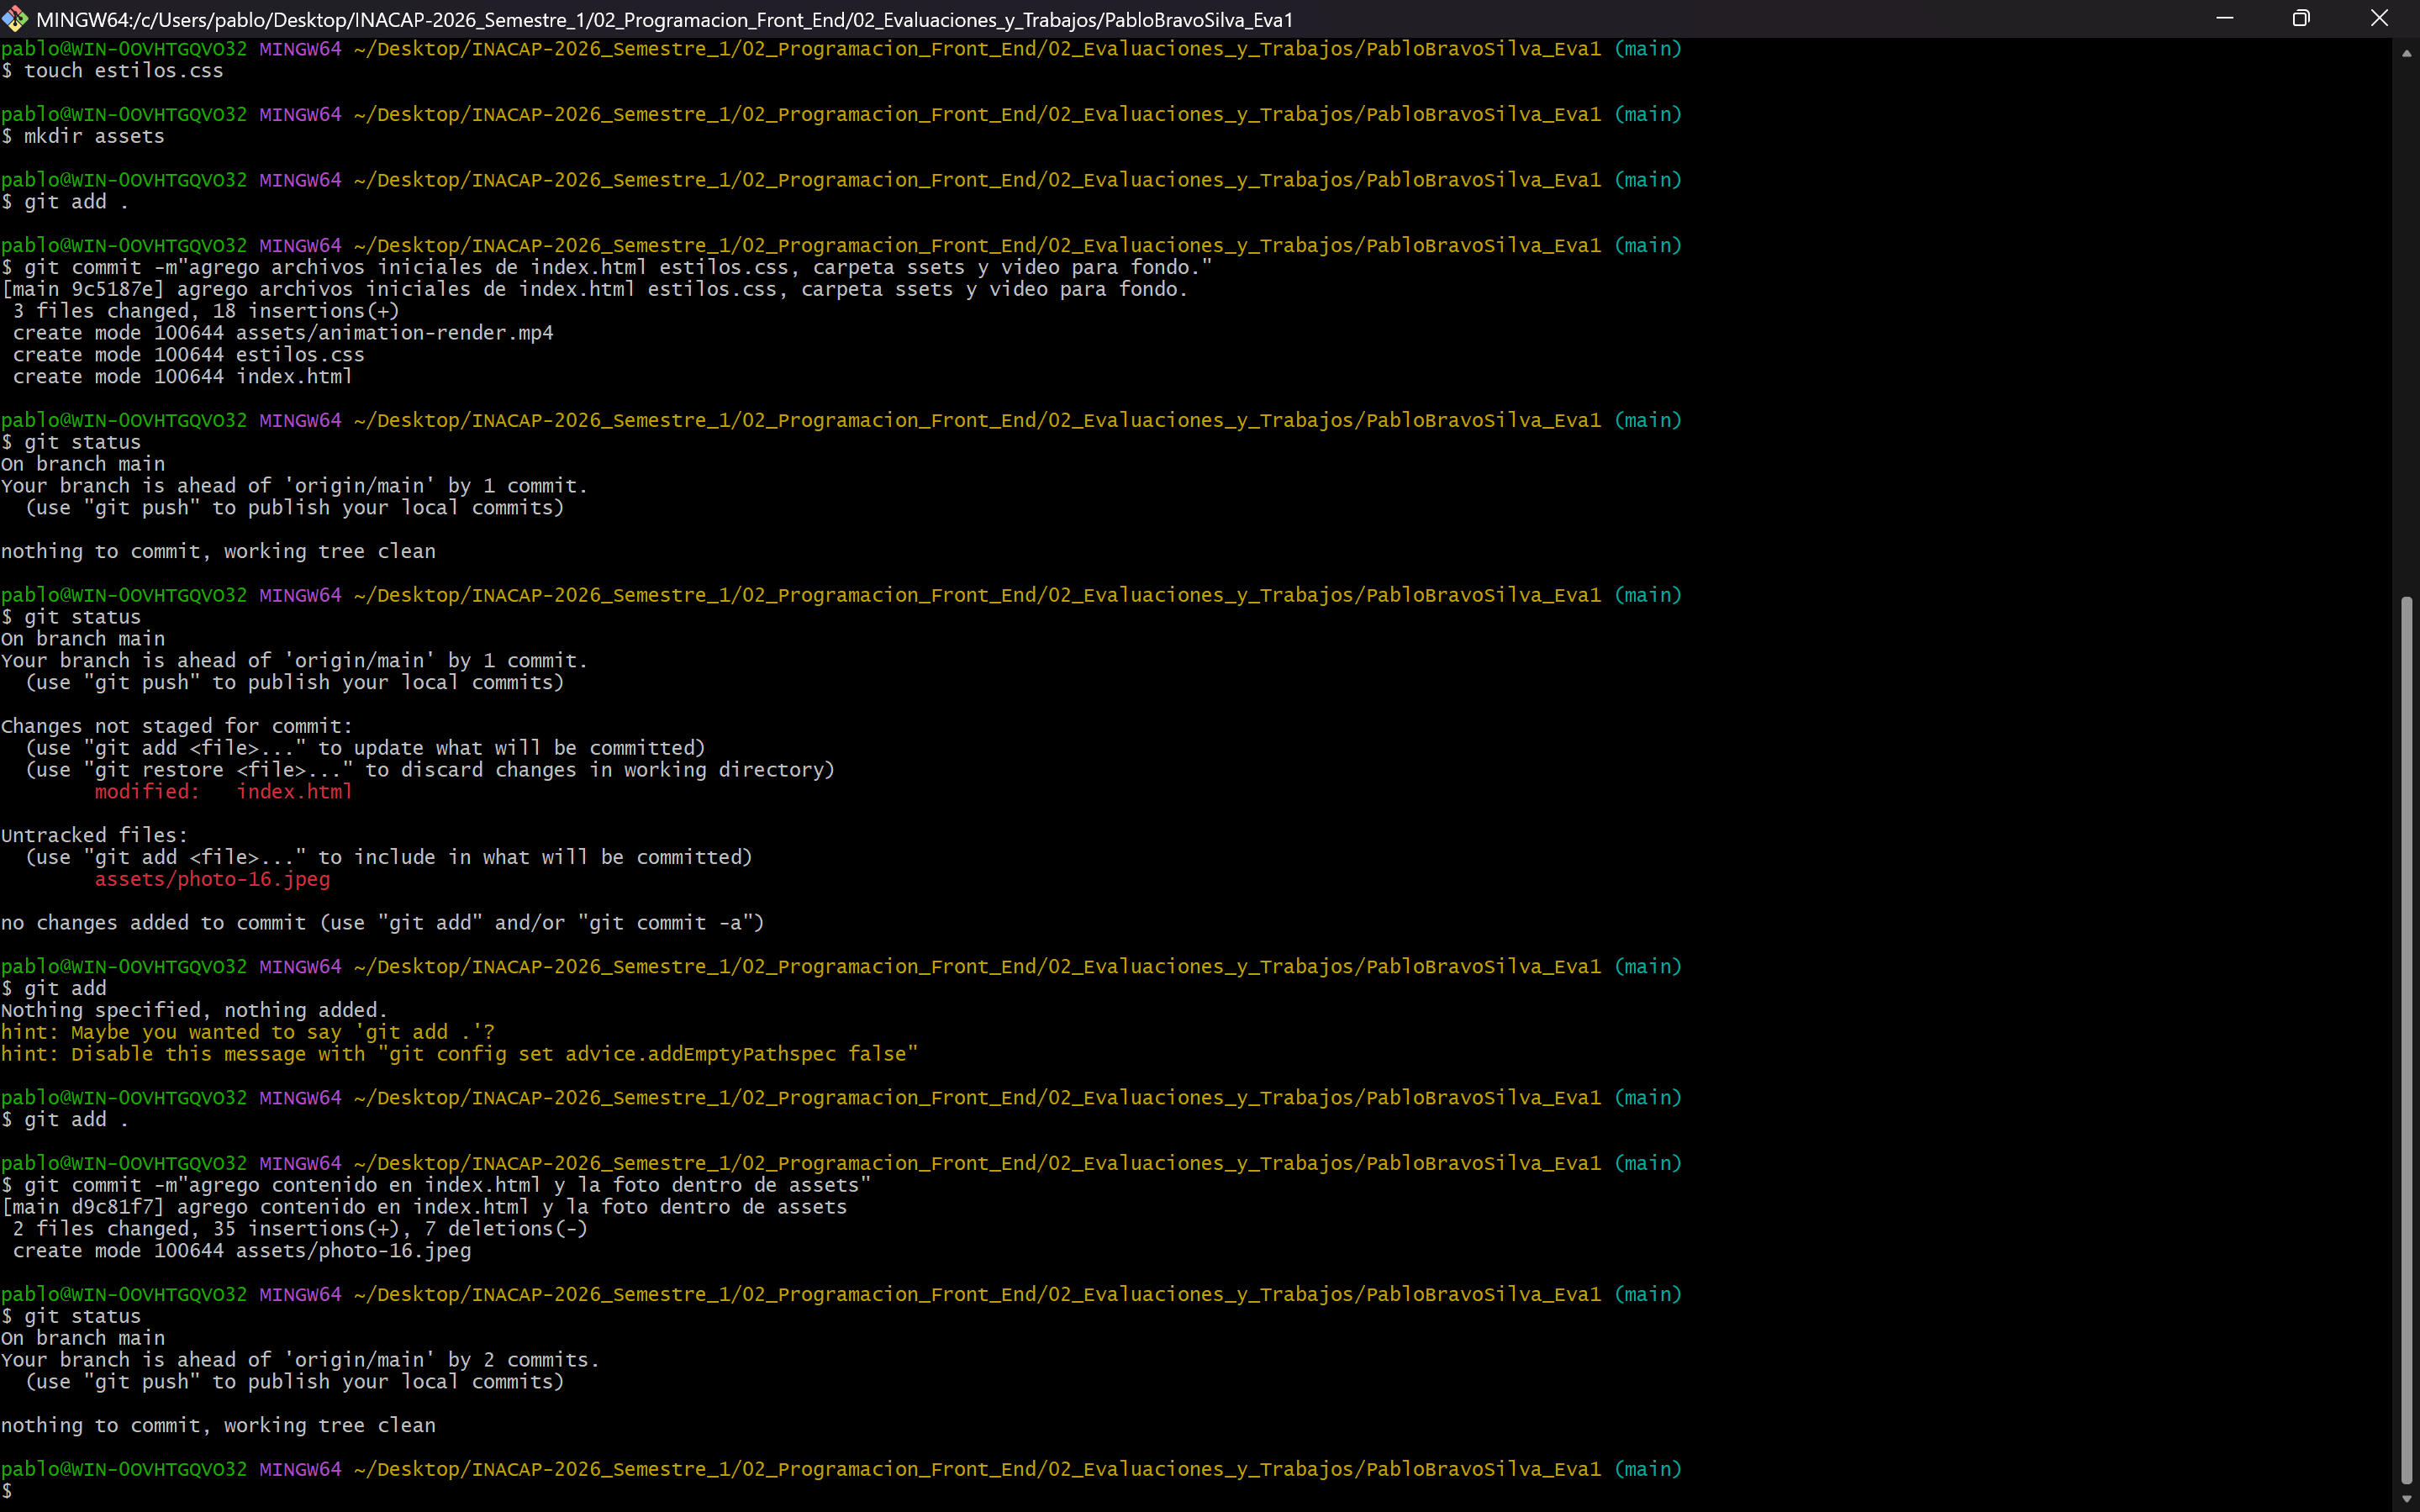 MINGW64:/c/Users/pablo/Desktop/INACAP-2026_Semestre_1/02_Programacion_Front_End/02_Evaluaciones_y_Trabajos/PabloBravoSilva_Eva1
pablo@WIN-OOVHTGQVO32 MINGW64 ~/Desktop/INACAP-2026_Semestre_1/02_Programacion_Front_End/02_Evaluaciones_y_Trabajos/PabloBravoSilva_Eva1 (main)
$ touch estilos.css
pablo@WIN-OOVHTGQVO32 MINGW64 ~/Desktop/INACAP-2026_Semestre_1/02_Programacion_Front_End/02_Evaluaciones_y_Trabajos/PabloBravoSilva_Eva1 (main)
$ mkdir assets
pablo@WIN-OOVHTGQVO32 MINGW64 ~/Desktop/INACAP-2026_Semestre_1/02_Programacion_Front_End/02_Evaluaciones_y_Trabajos/PabloBravoSilva_Eva1 (main)
$ git add .
pablo@WIN-OOVHTGQVO32 MINGW64 ~/Desktop/INACAP-2026_Semestre_1/02_Programacion_Front_End/02_Evaluaciones_y_Trabajos/PabloBravoSilva_Eva1 (main)
$ git commit -m"agrego archivos iniciales de index.html estilos.css, carpeta ssets y video para fondo."
[main 9c5187e] agrego archivos iniciales de index.html estilos.css, carpeta ssets y video para fondo.
 3 files changed, 18 insertions(+)
 create mode 100644 assets/animation-render.mp4
 create mode 100644 estilos.css
 create mode 100644 index.html
pablo@WIN-OOVHTGQVO32 MINGW64 ~/Desktop/INACAP-2026_Semestre_1/02_Programacion_Front_End/02_Evaluaciones_y_Trabajos/PabloBravoSilva_Eva1 (main)
$ git status
On branch main
Your branch is ahead of 'origin/main' by 1 commit.
  (use "git push" to publish your local commits)
nothing to commit, working tree clean
pablo@WIN-OOVHTGQVO32 MINGW64 ~/Desktop/INACAP-2026_Semestre_1/02_Programacion_Front_End/02_Evaluaciones_y_Trabajos/PabloBravoSilva_Eva1 (main)
$ git status
On branch main
Your branch is ahead of 'origin/main' by 1 commit.
  (use "git push" to publish your local commits)
Changes not staged for commit:
  (use "git add <file>..." to update what will be committed)
  (use "git restore <file>..." to discard changes in working directory)
        modified:   index.html
Untracked files:
  (use "git add <file>..." to include in what will be committed)
        assets/photo-16.jpeg
no changes added to commit (use "git add" and/or "git commit -a")
pablo@WIN-OOVHTGQVO32 MINGW64 ~/Desktop/INACAP-2026_Semestre_1/02_Programacion_Front_End/02_Evaluaciones_y_Trabajos/PabloBravoSilva_Eva1 (main)
$ git add
Nothing specified, nothing added.
hint: Maybe you wanted to say 'git add .'?
hint: Disable this message with "git config set advice.addEmptyPathspec false"
pablo@WIN-OOVHTGQVO32 MINGW64 ~/Desktop/INACAP-2026_Semestre_1/02_Programacion_Front_End/02_Evaluaciones_y_Trabajos/PabloBravoSilva_Eva1 (main)
$ git add .
pablo@WIN-OOVHTGQVO32 MINGW64 ~/Desktop/INACAP-2026_Semestre_1/02_Programacion_Front_End/02_Evaluaciones_y_Trabajos/PabloBravoSilva_Eva1 (main)
$ git commit -m"agrego contenido en index.html y la foto dentro de assets"
[main d9c81f7] agrego contenido en index.html y la foto dentro de assets
 2 files changed, 35 insertions(+), 7 deletions(-)
 create mode 100644 assets/photo-16.jpeg
pablo@WIN-OOVHTGQVO32 MINGW64 ~/Desktop/INACAP-2026_Semestre_1/02_Programacion_Front_End/02_Evaluaciones_y_Trabajos/PabloBravoSilva_Eva1 (main)
$ git status
On branch main
Your branch is ahead of 'origin/main' by 2 commits.
  (use "git push" to publish your local commits)
nothing to commit, working tree clean
pablo@WIN-OOVHTGQVO32 MINGW64 ~/Desktop/INACAP-2026_Semestre_1/02_Programacion_Front_End/02_Evaluaciones_y_Trabajos/PabloBravoSilva_Eva1 (main)
$